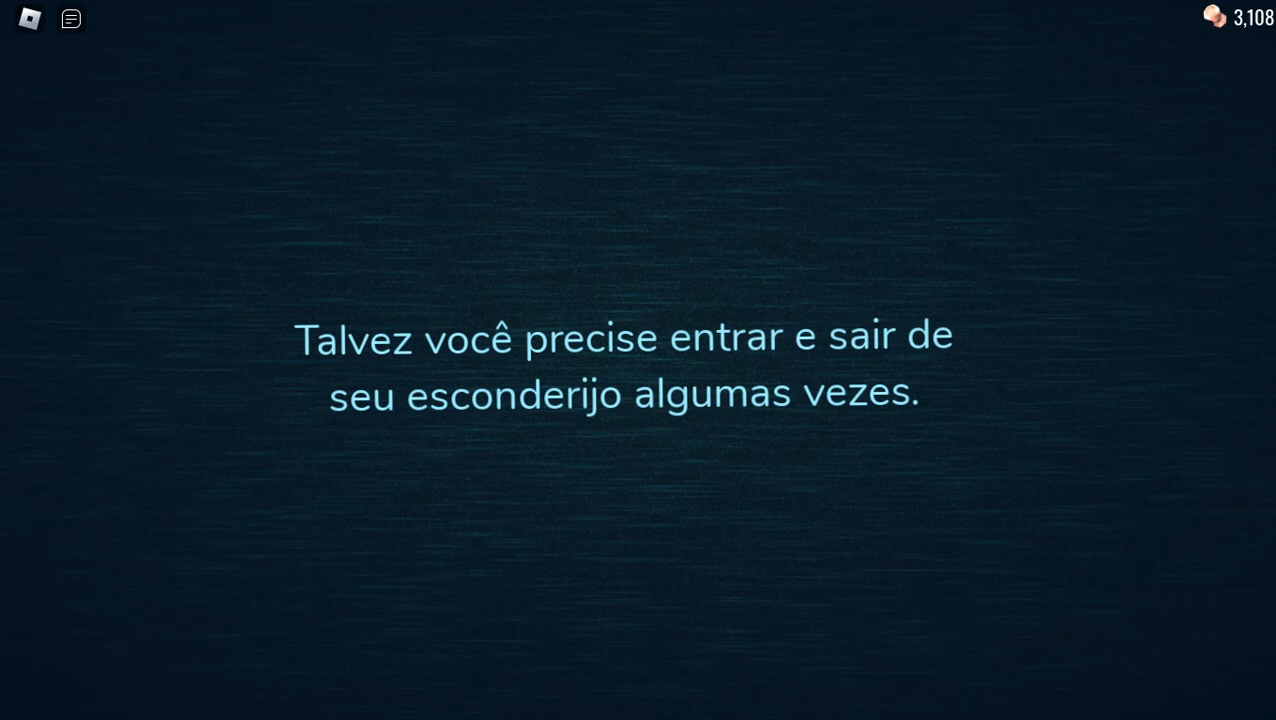 3,108
Talvez você precise entrar e sair de
seu esconderijo algumas vezes.